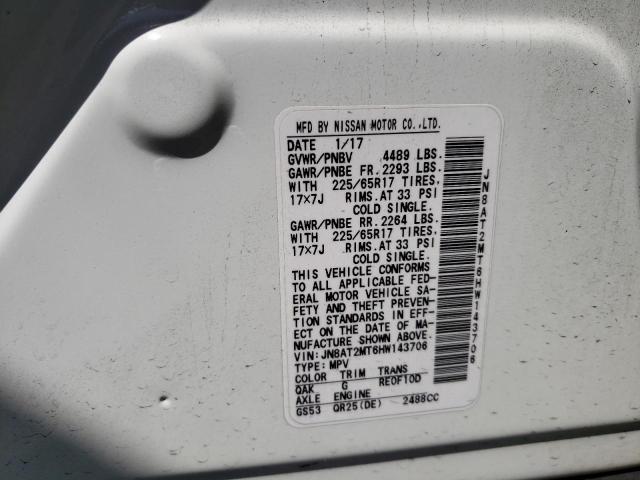 MFD BY NISSAN MOTOR CO.,LTD.
DATE 1/17
GVWR/PNBV 4489 LBS.
GAWR/PNBE FR. 2293 LBS.
WITH 225/65R17 TIRES.
17×7J RIMS. AT 33 PSI
COLD SINGLE.
GAWR/PNBE RR. 2264 LBS.
WITH 225/65R17 TIRES.
17×7J RIMS. AT 33 PSI
COLD SINGLE.
THIS VEHICLE CONFORMS
TO ALL APPLICABLE FED-
ERAL MOTOR VEHICLE SA-
FETY AND THEFT PREVEN-
TION STANDARDS IN EFF-
ECT ON THE DATE OF MA-
NUFACTURE SHOWN ABOVE.
VIN: JN8AT2MT6HW143706
TYPE: MPV
COLOR TRIM TRANS
QAK G RE0F10D
AXLE ENGINE
GS53 QR25(DE) 2488CC
JN8AT2MT6HW143706